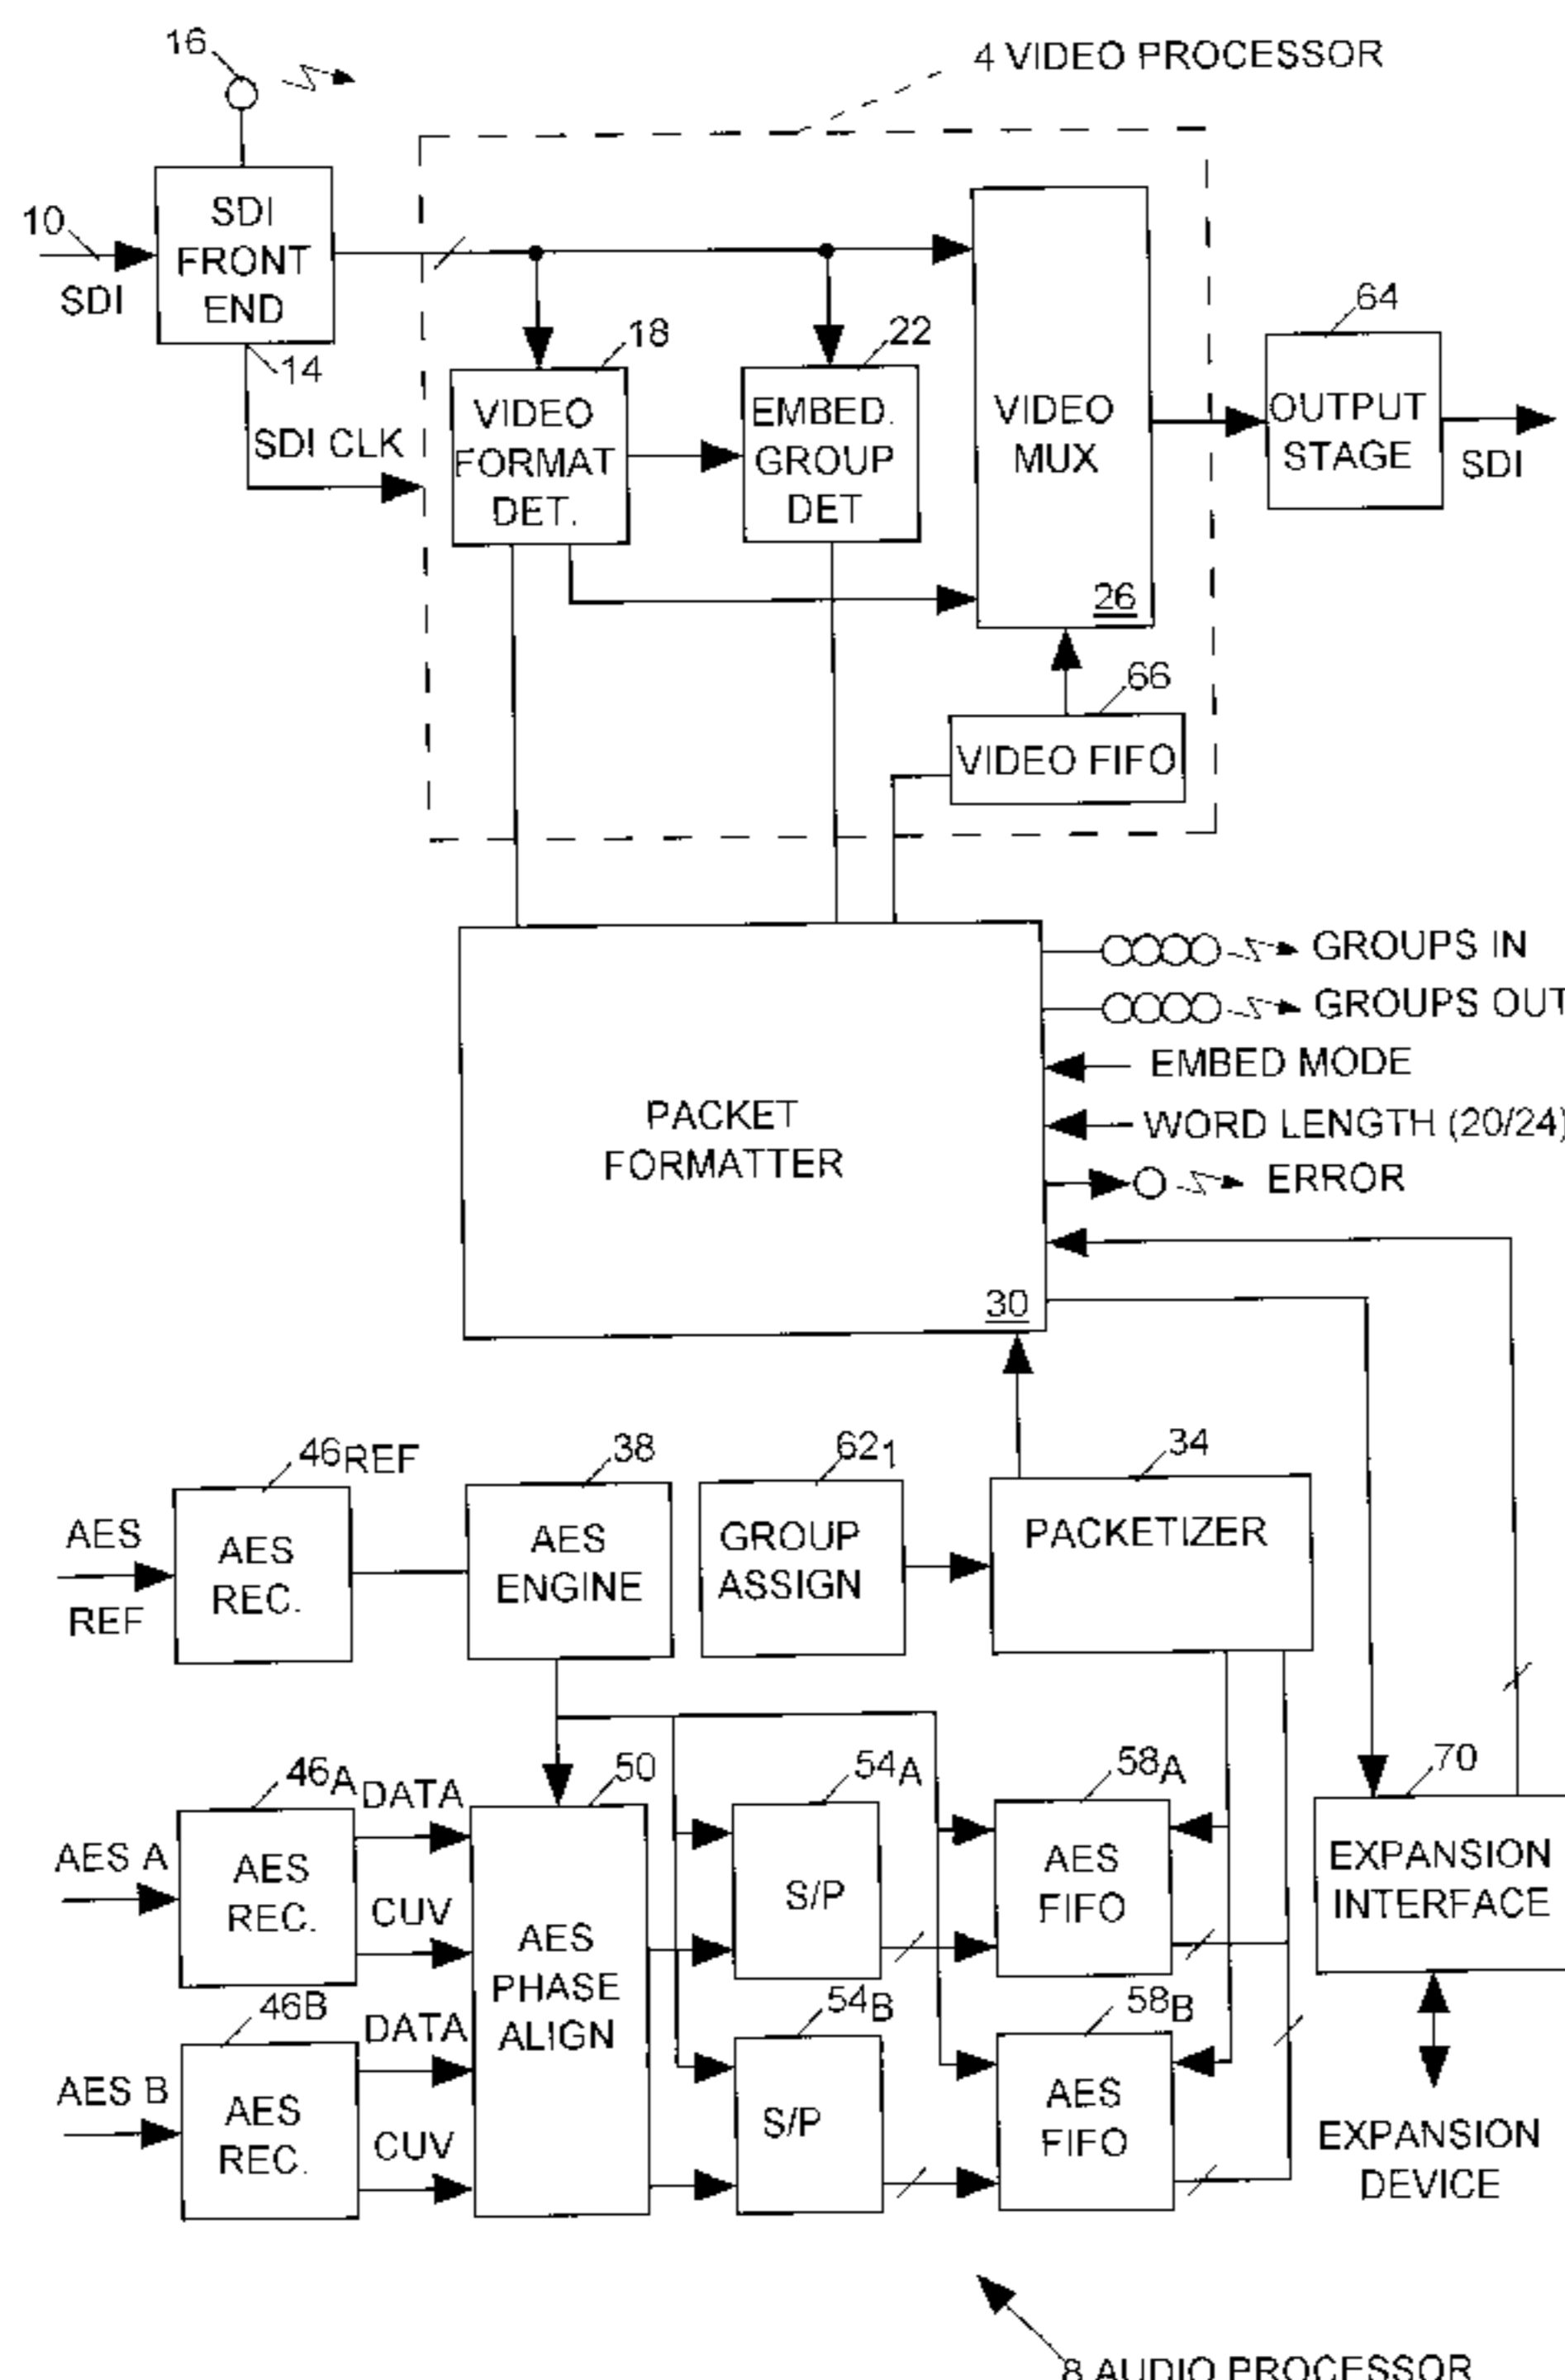 16
4 VIDEO PROCESSOR
10
SDI
SDI
FRONT
END
14
SDI CLK
18
VIDEO
FORMAT
DET.
22
EMBED.
GROUP
DET
VIDEO
MUX
26
64
OUTPUT
STAGE
SDI
66
VIDEO FIFO
GROUPS IN
GROUPS OUT
EMBED MODE
WORD LENGTH (20/24)
ERROR
PACKET
FORMATTER
30
46REF
AES
REF
AES
REC.
38
AES
ENGINE
621
GROUP
ASSIGN
34
PACKETIZER
46A
AES A
AES
REC.
DATA
CUV
46B
AES B
AES
REC.
DATA
CUV
50
AES
PHASE
ALIGN
54A
S/P
54B
S/P
58A
AES
FIFO
58B
AES
FIFO
70
EXPANSION
INTERFACE
EXPANSION
DEVICE
8 AUDIO PROCESSOR